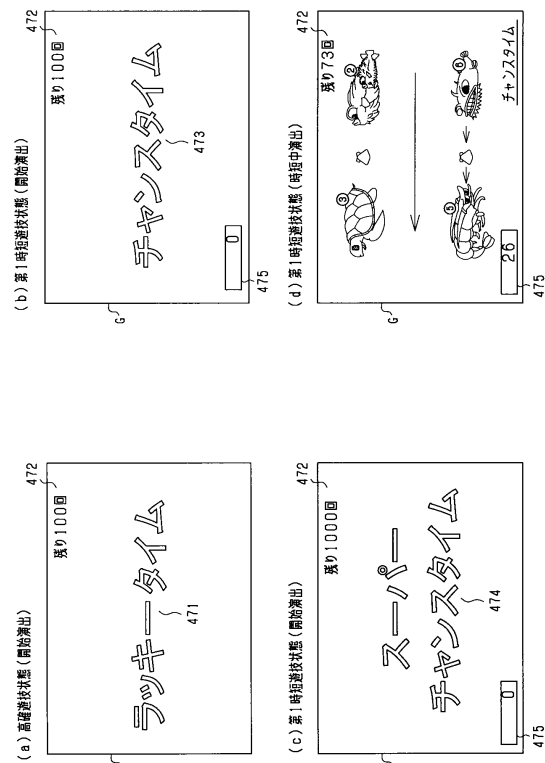 (a) 高確遊技状態(開始演出)
472
残り100回
ラッキータイム
471
(b) 第1時短遊技状態(開始演出)
472
残り100回
チャンスタイム
473
0
475
G
(c) 第1時短遊技状態(開始演出)
472
残り1000回
スーパー
チャンスタイム
474
0
475
(d) 第1時短遊技状態(時短中演出)
472
残り73回
③
②
⑤
⑥
26
チャンスタイム
475
G